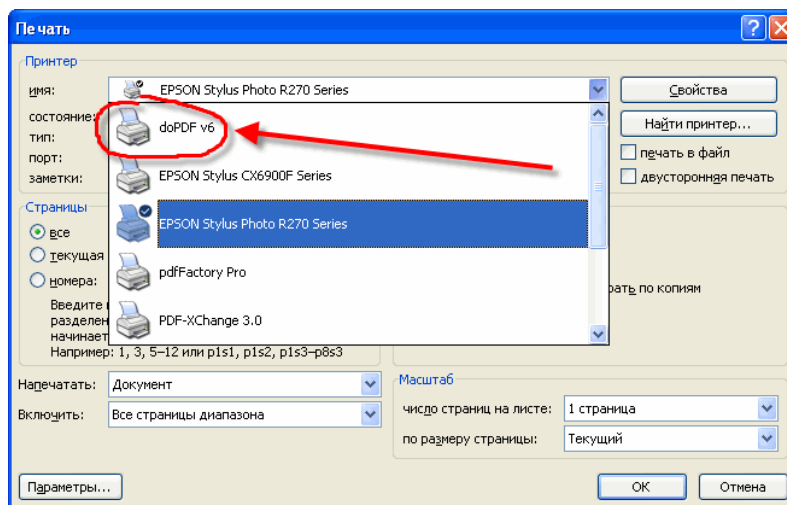 Печать
Принтер
имя: EPSON Stylus Photo R270 Series Свойства
состояние: doPDF v6 Найти принтер...
тип:
порт: печать в файл
заметки: EPSON Stylus CX6900F Series двусторонняя печать
Страницы
все EPSON Stylus Photo R270 Series
текущая
номера: pdfFactory Pro по копиям
Введите
PDF-XChange 3.0
начинает
Например: 1, 3, 5–12 или p1s1, p1s2, p1s3–p8s3
Напечатать: Документ Масштаб
Включить: Все страницы диапазона число страниц на листе: 1 страница
по размеру страницы: Текущий
Параметры... ОК Отмена